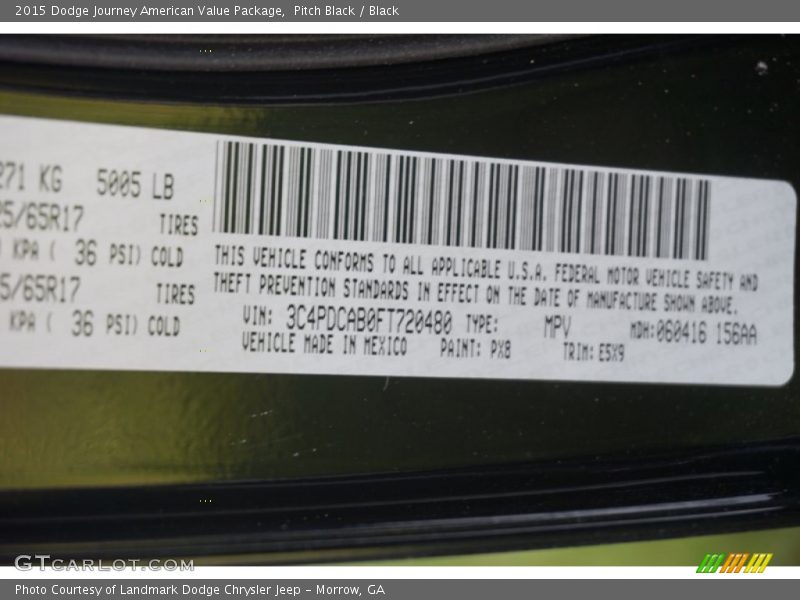 2015 Dodge Journey American Value Package, Pitch Black / Black
271 KG 5005 LB
25/65R17 TIRES
KPA ( 36 PSI) COLD
5/65R17 TIRES
KPA ( 36 PSI) COLD
THIS VEHICLE CONFORMS TO ALL APPLICABLE U.S.A. FEDERAL MOTOR VEHICLE SAFETY AND
THEFT PREVENTION STANDARDS IN EFFECT ON THE DATE OF MANUFACTURE SHOWN ABOVE.
VIN: 3C4PDCAB0FT720480 TYPE: MPV MDH:060416 156AA
VEHICLE MADE IN MEXICO PAINT: PX8 TRIM: E5X9
GTCARLOT.COM
Photo Courtesy of Landmark Dodge Chrysler Jeep – Morrow, GA